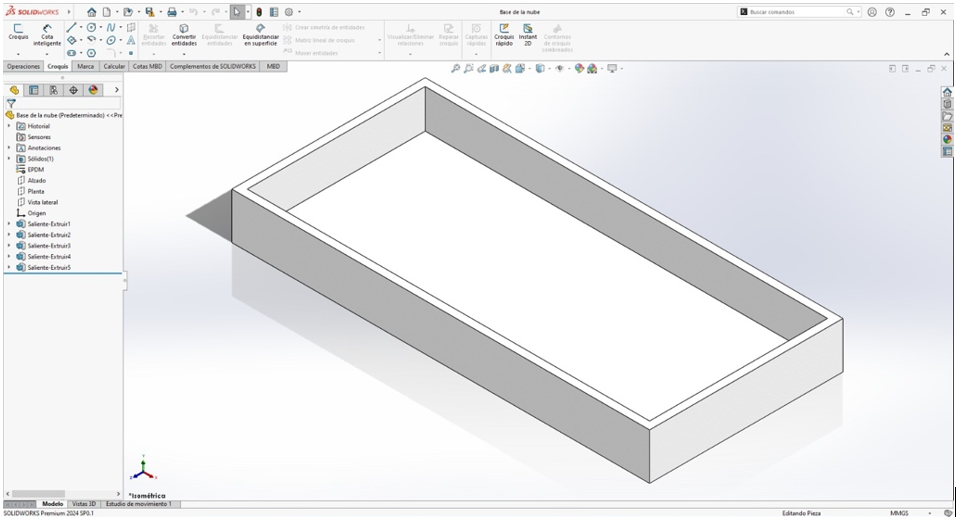 SOLIDWORKS
Base de la nube
Buscar comandos
Croquis
Cota inteligente
Recortar entidades
Convertir entidades
Equidistanciar entidades
Equidistanciar en superficie
Crear simetría de entidades
Matriz lineal de croquis
Mover entidades
Visualizar/Eliminar relaciones
Reparar croquis
Capturas rápidas
Croquis rápido
Instant 2D
Contornos de croquis sombreados
Operaciones
Croquis
Marca
Calcular
Cotas MBD
Complementos de SOLIDWORKS
MBD
Base de la nube (Predeterminado) <<Pre
Historial
Sensores
Anotaciones
Sólidos(1)
EPDM
Alzado
Planta
Vista lateral
Origen
Saliente-Extruir1
Saliente-Extruir2
Saliente-Extruir3
Saliente-Extruir4
Saliente-Extruir5
*Isométrica
Modelo
Vistas 3D
Estudio de movimiento 1
SOLIDWORKS Premium 2024 SP0.1
Editando Pieza
MMGS